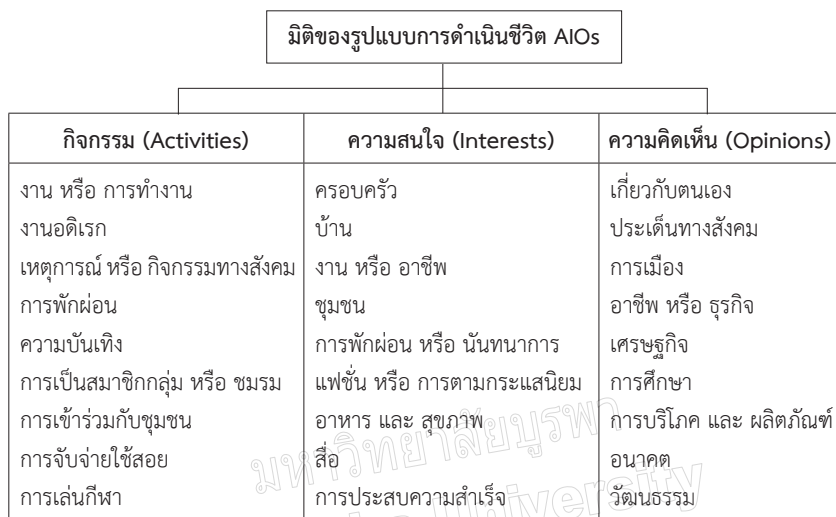 มิติของรูปแบบการดำเนินชีวิต AIOs
กิจกรรม (Activities) ความสนใจ (Interests) ความคิดเห็น (Opinions)
งาน หรือ การทำงาน ครอบครัว เกี่ยวกับตนเอง
งานอดิเรก บ้าน ประเด็นทางสังคม
เหตุการณ์ หรือ กิจกรรมทางสังคม งาน หรือ อาชีพ การเมือง
การพักผ่อน ชุมชน อาชีพ หรือ ธุรกิจ
ความบันเทิง การพักผ่อน หรือ นันทนาการ เศรษฐกิจ
การเป็นสมาชิกกลุ่ม หรือ ชมรม แฟชั่น หรือ การตามกระแสนิยม การศึกษา
การเข้าร่วมกับชุมชน อาหาร และ สุขภาพ การบริโภค และ ผลิตภัณฑ์
การจับจ่ายใช้สอย สื่อ อนาคต
การเล่นกีฬา การประสบความสำเร็จ วัฒนธรรม
มหาวิทยาลัยบูรพา
University